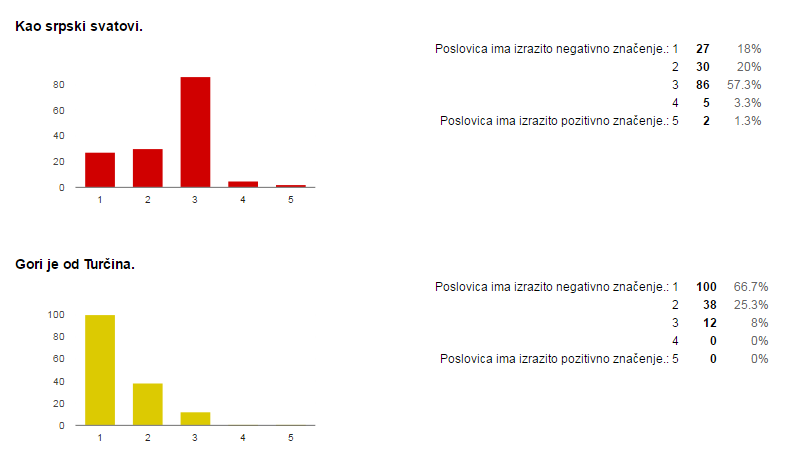 Kao srpski svatovi.
80
60
40
20
0
1 2 3 4 5
Poslovica ima izrazito negativno značenje.: 1 27 18%
2 30 20%
3 86 57.3%
4 5 3.3%
Poslovica ima izrazito pozitivno značenje.: 5 2 1.3%
Gori je od Turčina.
100
80
60
40
20
0
1 2 3 4 5
Poslovica ima izrazito negativno značenje.: 1 100 66.7%
2 38 25.3%
3 12 8%
4 0 0%
Poslovica ima izrazito pozitivno značenje.: 5 0 0%